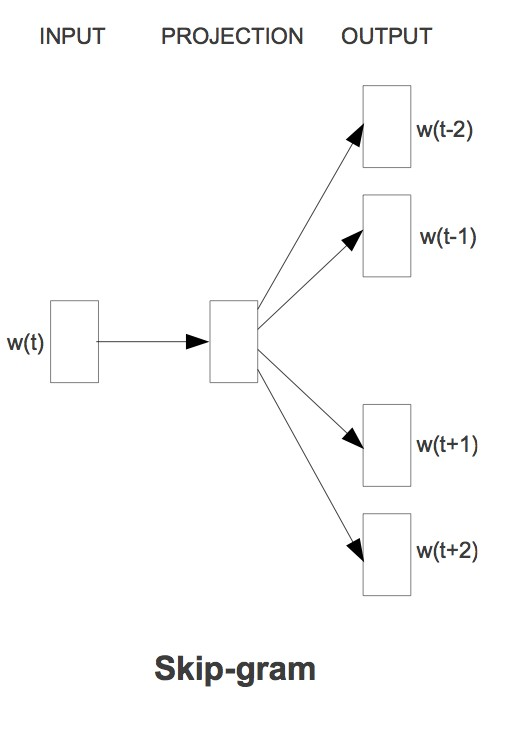 INPUT PROJECTION OUTPUT
w(t-2)
w(t-1)
w(t)
w(t+1)
w(t+2)
Skip-gram